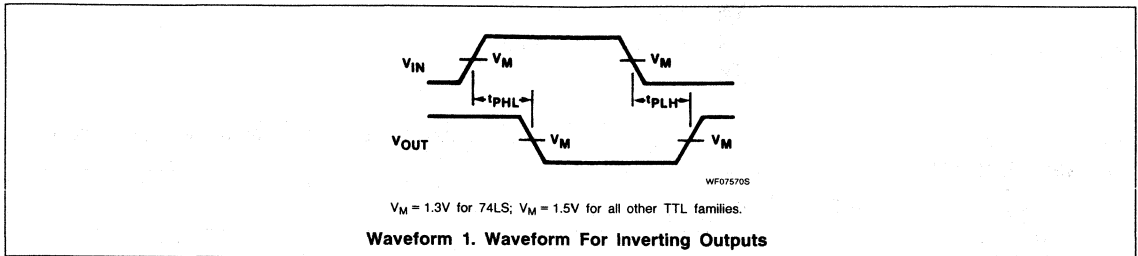 VIN VM VM
tPHL tPLH
VOUT VM VM
WF07570S
VM = 1.3V for 74LS; VM = 1.5V for all other TTL families.
Waveform 1. Waveform For Inverting Outputs